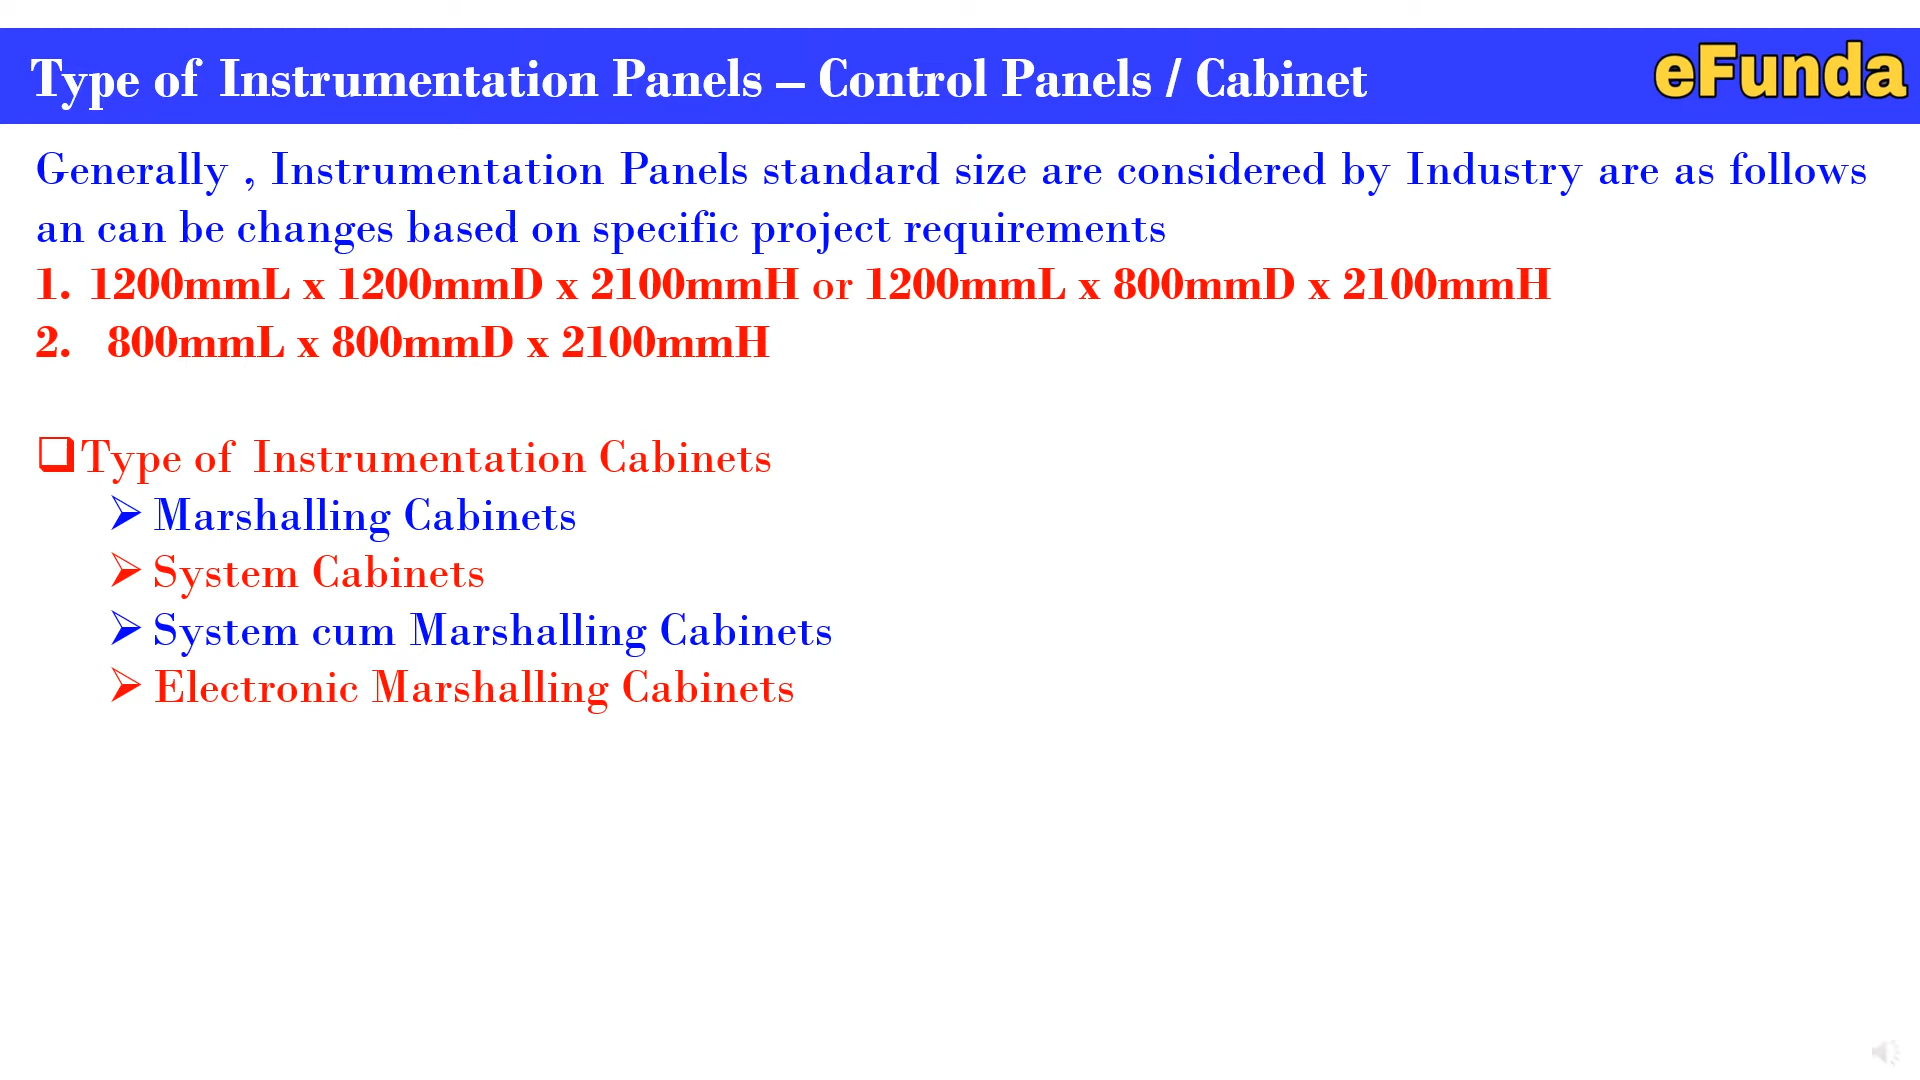 Type of Instrumentation Panels – Control Panels / Cabinet
eFunda
Generally , Instrumentation Panels standard size are considered by Industry are as follows
an can be changes based on specific project requirements
1. 1200mmL x 1200mmD x 2100mmH or 1200mmL x 800mmD x 2100mmH
2. 800mmL x 800mmD x 2100mmH
Type of Instrumentation Cabinets
Marshalling Cabinets
System Cabinets
System cum Marshalling Cabinets
Electronic Marshalling Cabinets